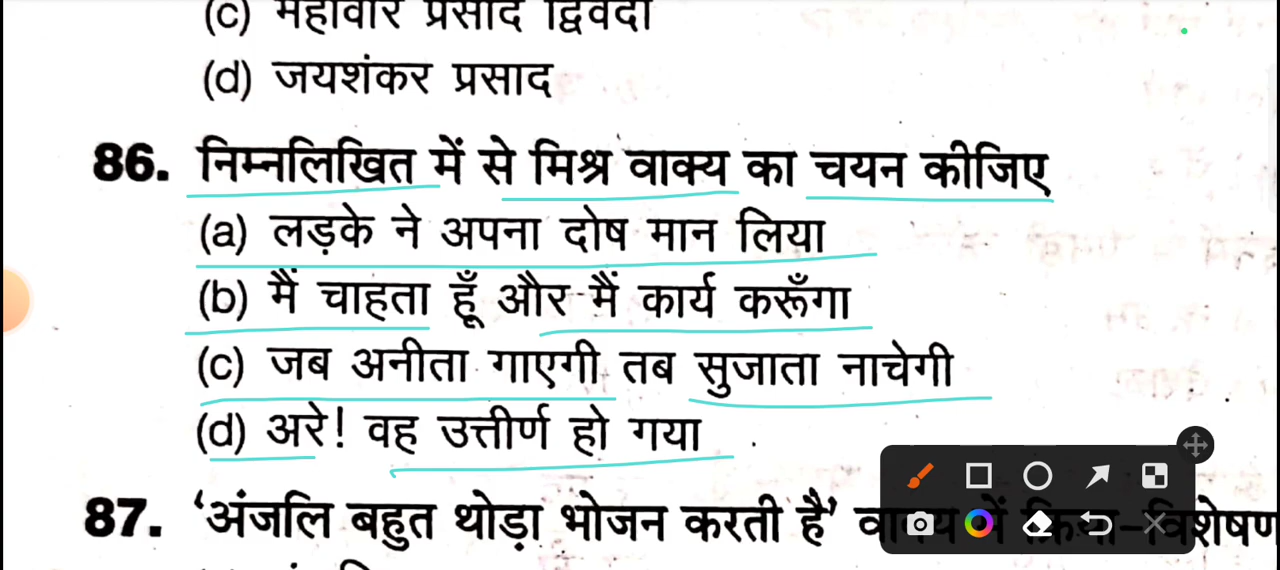 (c) महावीर प्रसाद द्विवेदी
(d) जयशंकर प्रसाद
86. निम्नलिखित में से मिश्र वाक्य का चयन कीजिए
(a) लड़के ने अपना दोष मान लिया
(b) मैं चाहता हूँ और मैं कार्य करूँगा
(c) जब अनीता गाएगी तब सुजाता नाचेगी
(d) अरे! वह उत्तीर्ण हो गया
87. 'अंजलि बहुत थोड़ा भोजन करती है' वाक्य में क्रिया-विशेषण